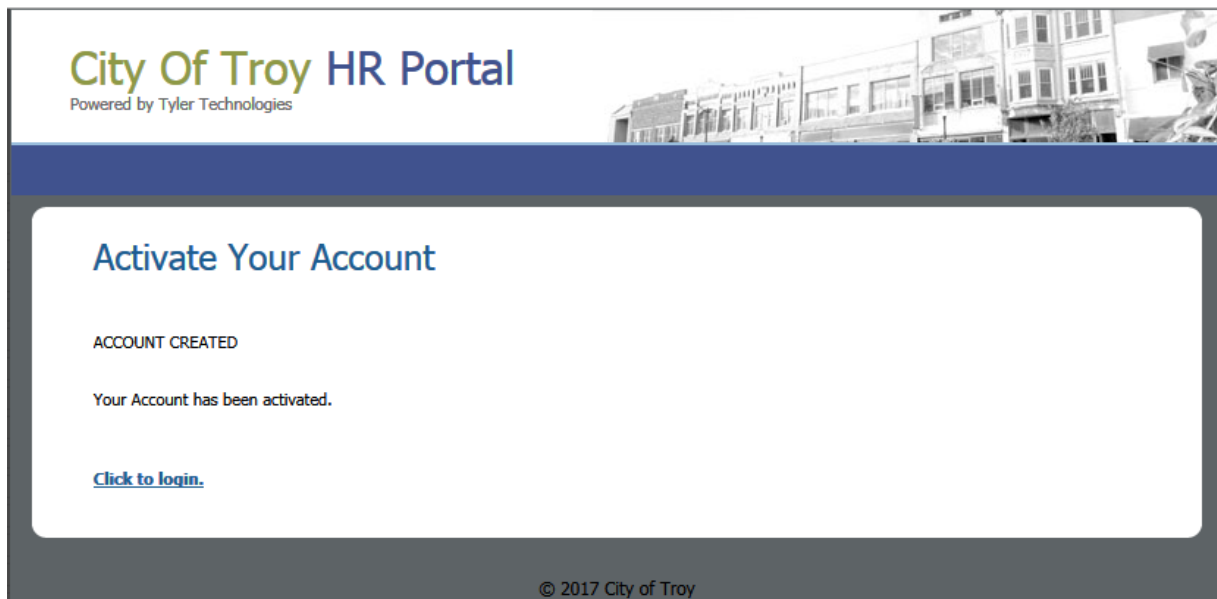 City Of Troy HR Portal
Powered by Tyler Technologies
Activate Your Account
ACCOUNT CREATED
Your Account has been activated.
Click to login.
© 2017 City of Troy